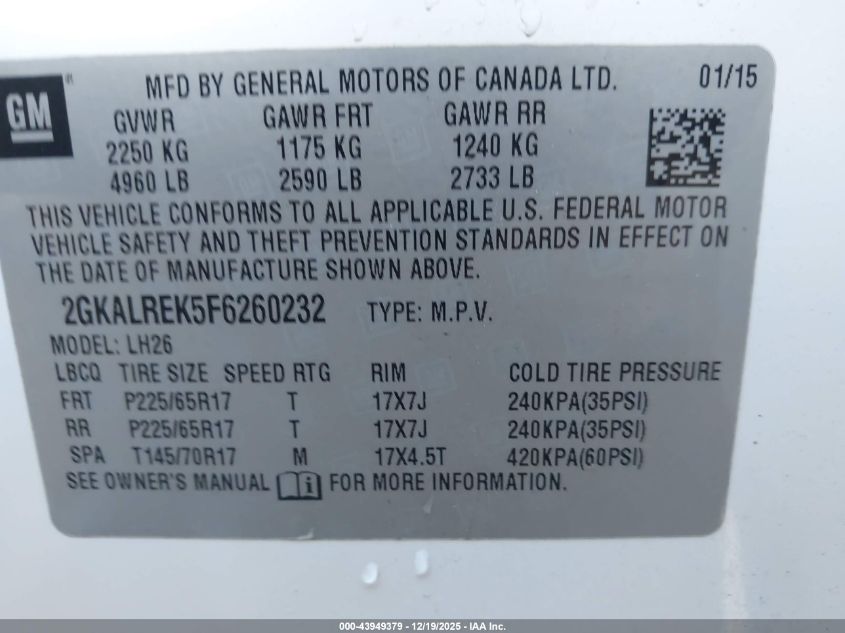 GM
MFD BY GENERAL MOTORS OF CANADA LTD. 01/15
GVWR GAWR FRT GAWR RR
2250 KG 1175 KG 1240 KG
4960 LB 2590 LB 2733 LB
THIS VEHICLE CONFORMS TO ALL APPLICABLE U.S. FEDERAL MOTOR
VEHICLE SAFETY AND THEFT PREVENTION STANDARDS IN EFFECT ON
THE DATE OF MANUFACTURE SHOWN ABOVE.
2GKALREK5F6260232 TYPE: M.P.V.
MODEL: LH26
LBCQ TIRE SIZE SPEED RTG RIM COLD TIRE PRESSURE
FRT P225/65R17 T 17X7J 240KPA(35PSI)
RR P225/65R17 T 17X7J 240KPA(35PSI)
SPA T145/70R17 M 17X4.5T 420KPA(60PSI)
SEE OWNER'S MANUAL i FOR MORE INFORMATION.
000-43949379 - 12/19/2025 - IAA Inc.